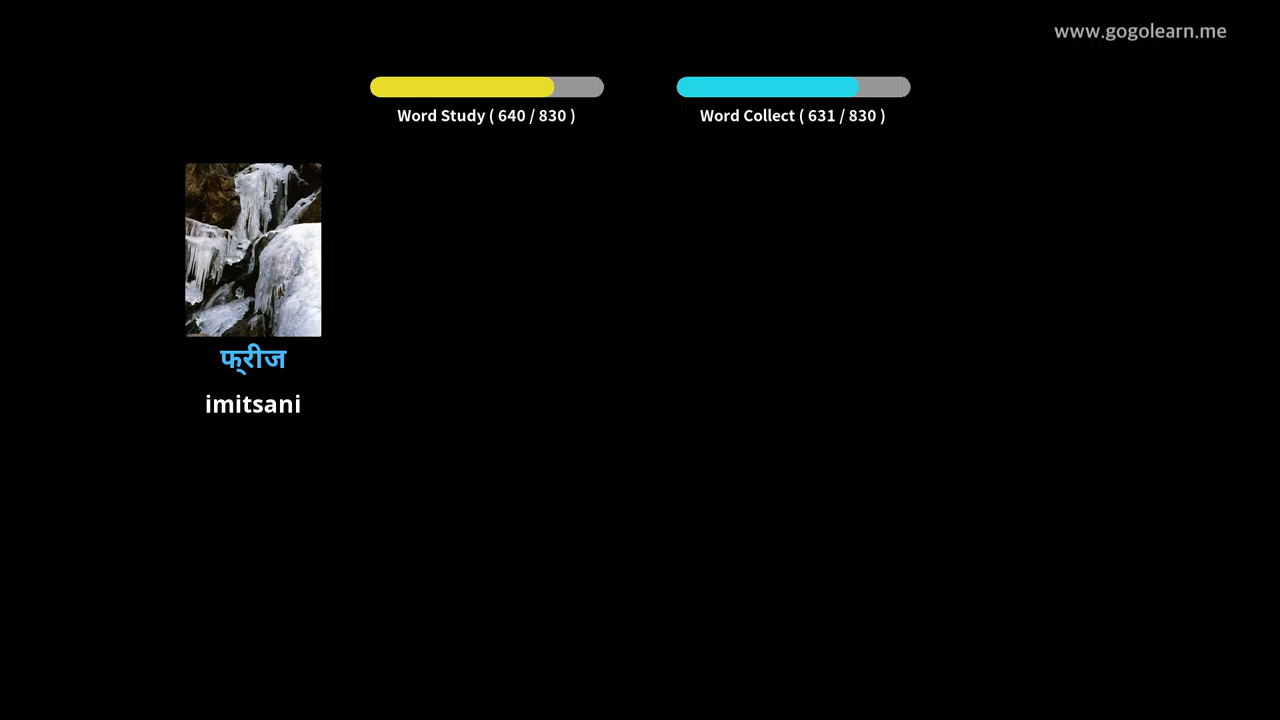 www.gogolearn.me
Word Study ( 640 / 830 )
Word Collect ( 631 / 830 )
फ्रीज
imitsani